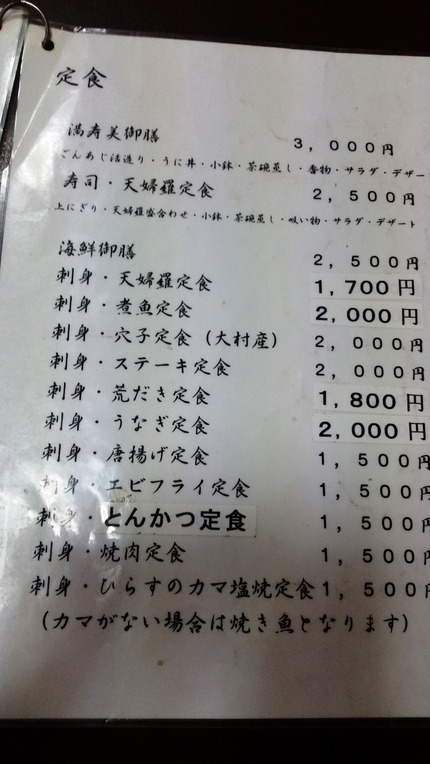 定食
満寿美御膳 3,000円
ごんあじ活造り・うに丼・小鉢・茶碗蒸し・香物・サラダ・デザー
寿司・天婦羅定食 2,500円
上にぎり・天婦羅盛合わせ・小鉢・茶碗蒸し・吸い物・サラダ・デザート
海鮮御膳 2,500円
刺身・天婦羅定食 1,700円
刺身・煮魚定食 2,000円
刺身・穴子定食(大村産) 2,000円
刺身・ステーキ定食 2,000円
刺身・荒だき定食 1,800円
刺身・うなぎ定食 2,000円
刺身・唐揚げ定食 1,500円
刺身・エビフライ定食 1,500円
刺身・とんかつ定食 1,500円
刺身・焼肉定食 1,500円
刺身・ひらすのカマ塩焼定食 1,500円
(カマがない場合は焼き魚となります)